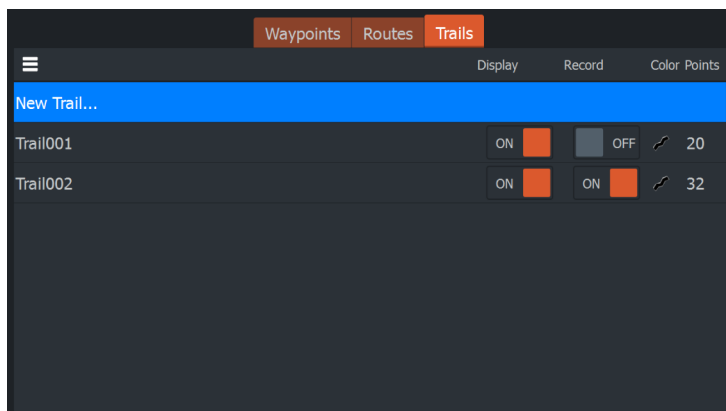 Waypoints Routes Trails
Display Record Color Points
New Trail...
Trail001 ON OFF 20
Trail002 ON ON 32